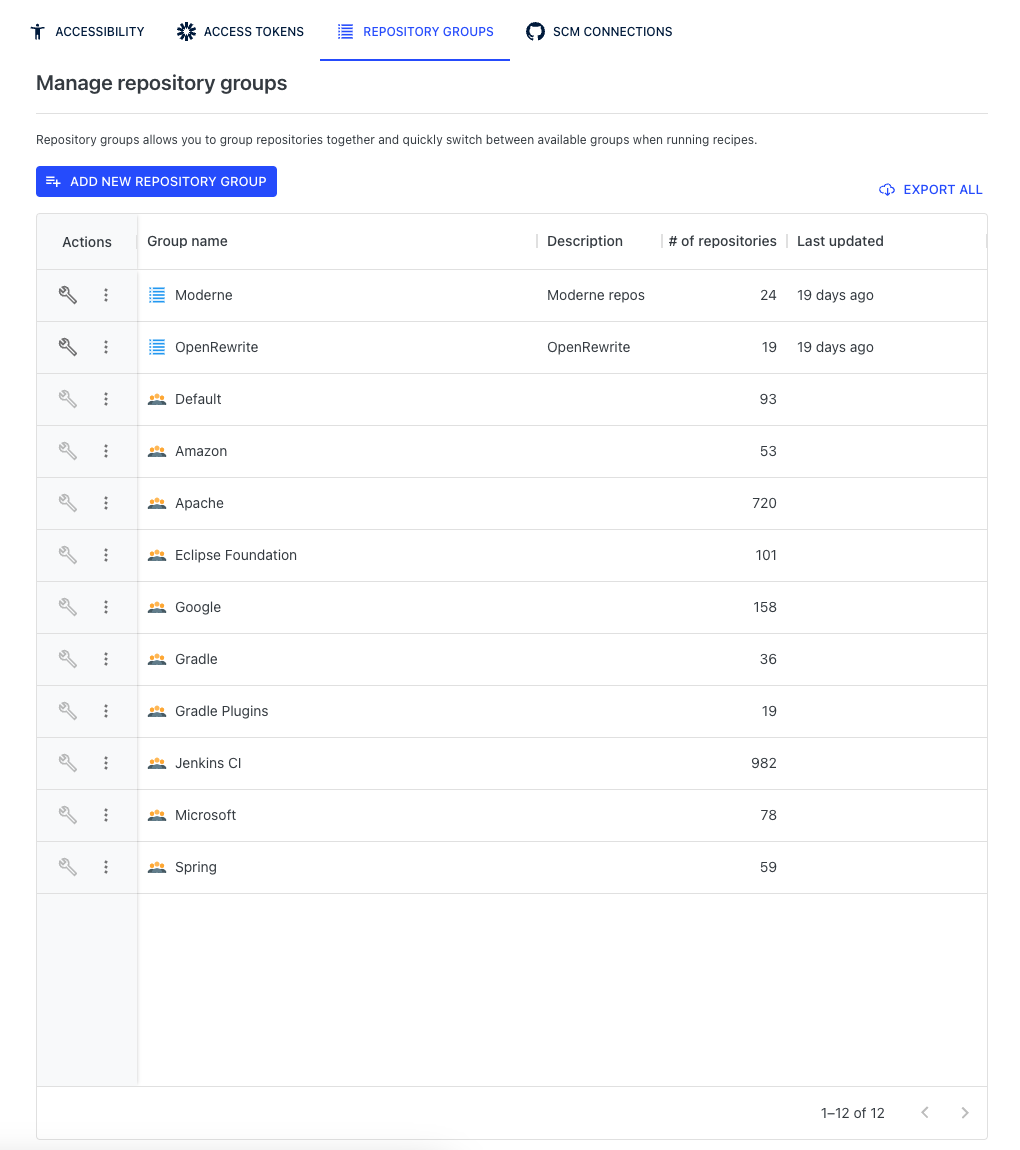 ACCESSIBILITY ACCESS TOKENS REPOSITORY GROUPS SCM CONNECTIONS
Manage repository groups
Repository groups allows you to group repositories together and quickly switch between available groups when running recipes.
ADD NEW REPOSITORY GROUP
EXPORT ALL
Actions Group name Description # of repositories Last updated
Moderne Moderne repos 24 19 days ago
OpenRewrite OpenRewrite 19 19 days ago
Default 93
Amazon 53
Apache 720
Eclipse Foundation 101
Google 158
Gradle 36
Gradle Plugins 19
Jenkins CI 982
Microsoft 78
Spring 59
1–12 of 12